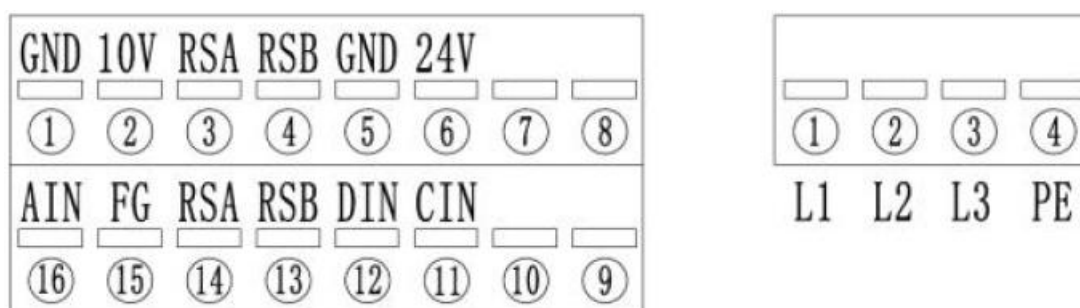 GND 10V RSA RSB GND 24V
① ② ③ ④ ⑤ ⑥ ⑦ ⑧
AIN FG RSA RSB DIN CIN
⑯ ⑮ ⑭ ⑬ ⑫ ⑪ ⑩ ⑨
① ② ③ ④
L1 L2 L3 PE